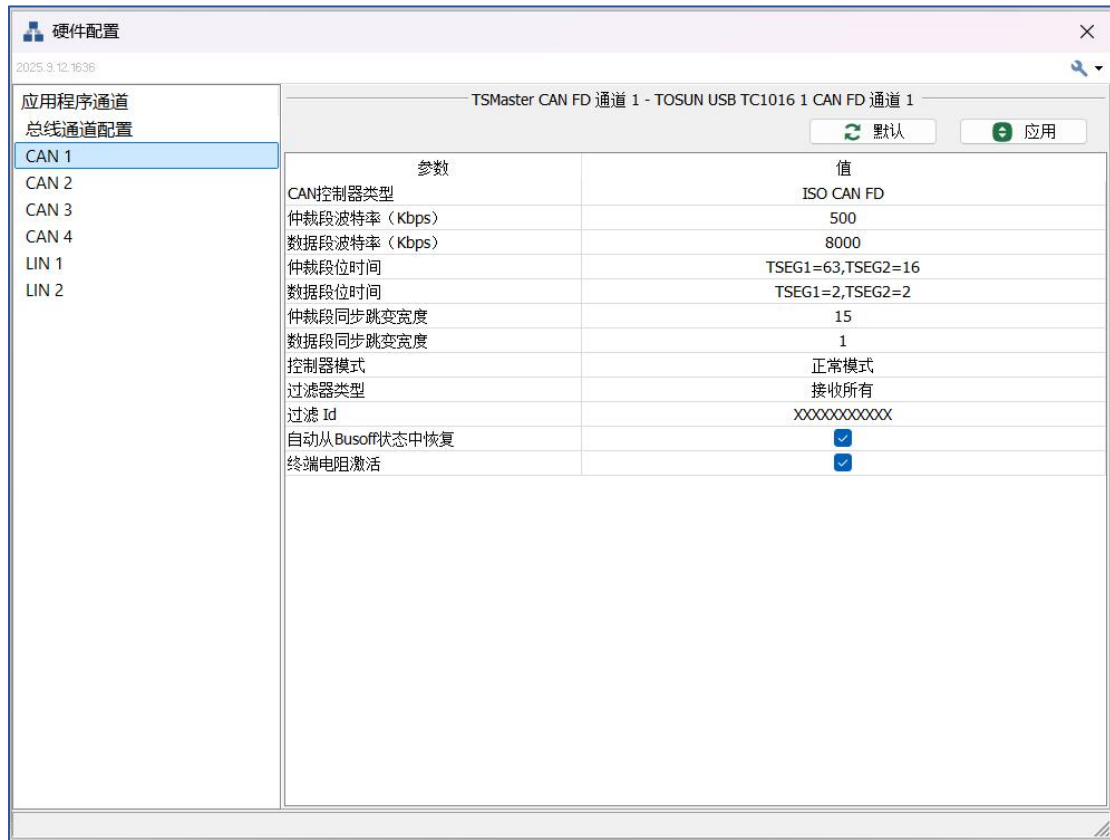 硬件配置
2025.9.12.1636
应用程序通道
总线通道配置
CAN 1
CAN 2
CAN 3
CAN 4
LIN 1
LIN 2
TSMaster CAN FD 通道 1 - TOSUN USB TC1016 1 CAN FD 通道 1
默认 应用
参数 值
CAN控制器类型 ISO CAN FD
仲裁段波特率（Kbps） 500
数据段波特率（Kbps） 8000
仲裁段位时间 TSEG1=63,TSEG2=16
数据段位时间 TSEG1=2,TSEG2=2
仲裁段同步跳变宽度 15
数据段同步跳变宽度 1
控制器模式 正常模式
过滤器类型 接收所有
过滤 Id XXXXXXXXXXX
自动从Busoff状态中恢复
终端电阻激活